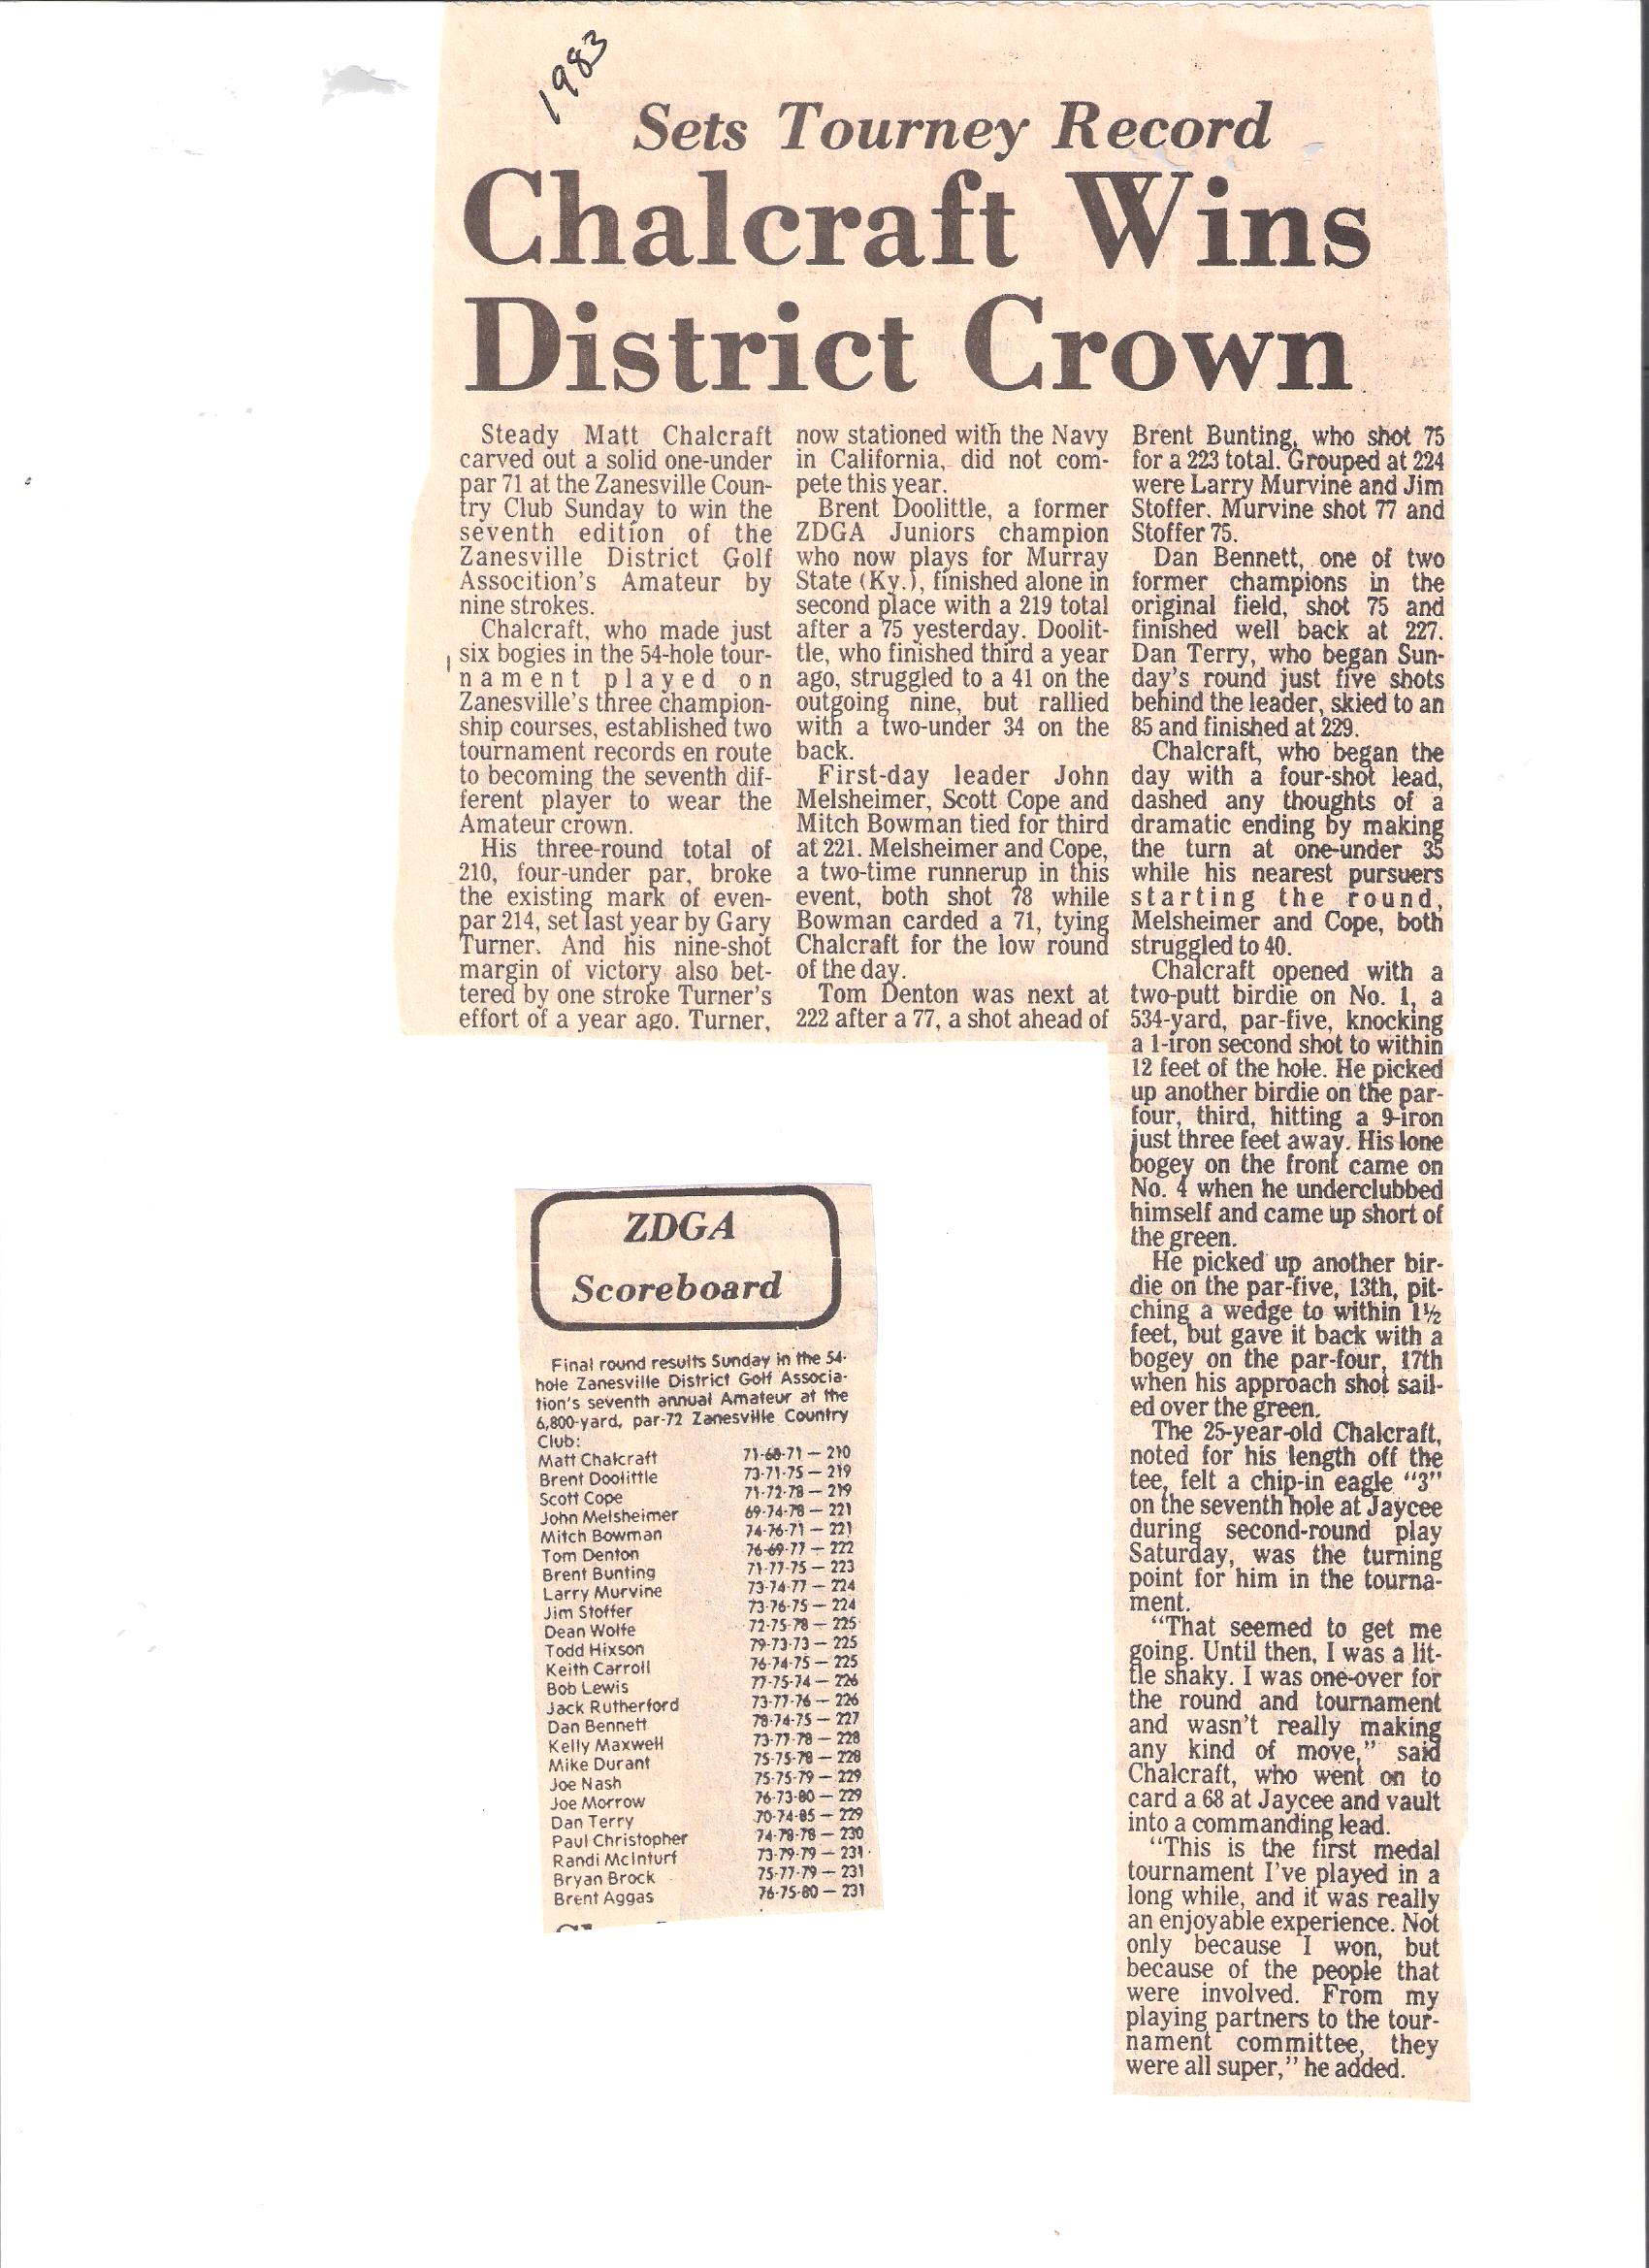 1983
Sets Tourney Record
Chalcraft Wins
District Crown
Steady Matt Chalcraft
carved out a solid one-under
par 71 at the Zanesville Coun-
try Club Sunday to win the
seventh edition of the
Zanesville District Golf
Assocition's Amateur by
nine strokes.
Chalcraft, who made just
six bogies in the 54-hole tour-
nament played on
Zanesville's three champion-
ship courses, established two
tournament records en route
to becoming the seventh dif-
ferent player to wear the
Amateur crown.
His three-round total of
210, four-under par, broke
the existing mark of even-
par 214, set last year by Gary
Turner. And his nine-shot
margin of victory also bet-
tered by one stroke Turner's
effort of a year ago. Turner,
now stationed with the Navy
in California, did not com-
pete this year.
Brent Doolittle, a former
ZDGA Juniors champion
who now plays for Murray
State (Ky.), finished alone in
second place with a 219 total
after a 75 yesterday. Doolit-
tle, who finished third a year
ago, struggled to a 41 on the
outgoing nine, but rallied
with a two-under 34 on the
back.
First-day leader John
Melsheimer, Scott Cope and
Mitch Bowman tied for third
at 221. Melsheimer and Cope,
a two-time runnerup in this
event, both shot 78 while
Bowman carded a 71, tying
Chalcraft for the low round
of the day.
Tom Denton was next at
222 after a 77, a shot ahead of
Brent Bunting, who shot 75
for a 223 total. Grouped at 224
were Larry Murvine and Jim
Stoffer. Murvine shot 77 and
Stoffer 75.
Dan Bennett, one of two
former champions in the
original field, shot 75 and
finished well back at 227.
Dan Terry, who began Sun-
day's round just five shots
behind the leader, skied to an
85 and finished at 229.
Chalcraft, who began the
day with a four-shot lead,
dashed any thoughts of a
dramatic ending by making
the turn at one-under 35
while his nearest pursuers
starting the round,
Melsheimer and Cope, both
struggled to 40.
Chalcraft opened with a
two-putt birdie on No. 1, a
534-yard, par-five, knocking
a 1-iron second shot to within
12 feet of the hole. He picked
up another birdie on the par-
four, third, hitting a 9-iron
just three feet away. His lone
bogey on the front came on
No. 4 when he underclubbed
himself and came up short of
the green.
He picked up another bir-
die on the par-five, 13th, pit-
ching a wedge to within 1½
feet, but gave it back with a
bogey on the par-four, 17th
when his approach shot sail-
ed over the green.
The 25-year-old Chalcraft,
noted for his length off the
tee, felt a chip-in eagle "3"
on the seventh hole at Jaycee
during second-round play
Saturday, was the turning
point for him in the tourna-
ment.
"That seemed to get me
going. Until then, I was a lit-
tle shaky. I was one-over for
the round and tournament
and wasn't really making
any kind of move," said
Chalcraft, who went on to
card a 68 at Jaycee and vault
into a commanding lead.
"This is the first medal
tournament I've played in a
long while, and it was really
an enjoyable experience. Not
only because I won, but
because of the people that
were involved. From my
playing partners to the tour-
nament committee, they
were all super," he added.
ZDGA
Scoreboard
Final round results Sunday in the 54-
hole Zanesville District Golf Associa-
tion's seventh annual Amateur at the
6,800-yard, par-72 Zanesville Country
Club:
Matt Chalcraft 71-68-71 — 210
Brent Doolittle 73-71-75 — 219
Scott Cope 71-72-78 — 219
John Melsheimer 69-74-78 — 221
Mitch Bowman 74-76-71 — 221
Tom Denton 76-69-77 — 222
Brent Bunting 71-77-75 — 223
Larry Murvine 73-74-77 — 224
Jim Stoffer 73-76-75 — 224
Dean Wolfe 72-75-78 — 225
Todd Hixson 79-73-73 — 225
Keith Carroll 76-74-75 — 225
Bob Lewis 77-75-74 — 226
Jack Rutherford 73-77-76 — 226
Dan Bennett 78-74-75 — 227
Kelly Maxwell 73-77-78 — 228
Mike Durant 75-75-78 — 228
Joe Nash 75-75-79 — 229
Joe Morrow 76-73-80 — 229
Dan Terry 70-74-85 — 229
Paul Christopher 74-78-78 — 230
Randi McInturf 73-79-79 — 231
Bryan Brock 75-77-79 — 231
Brent Aggas 76-75-80 — 231